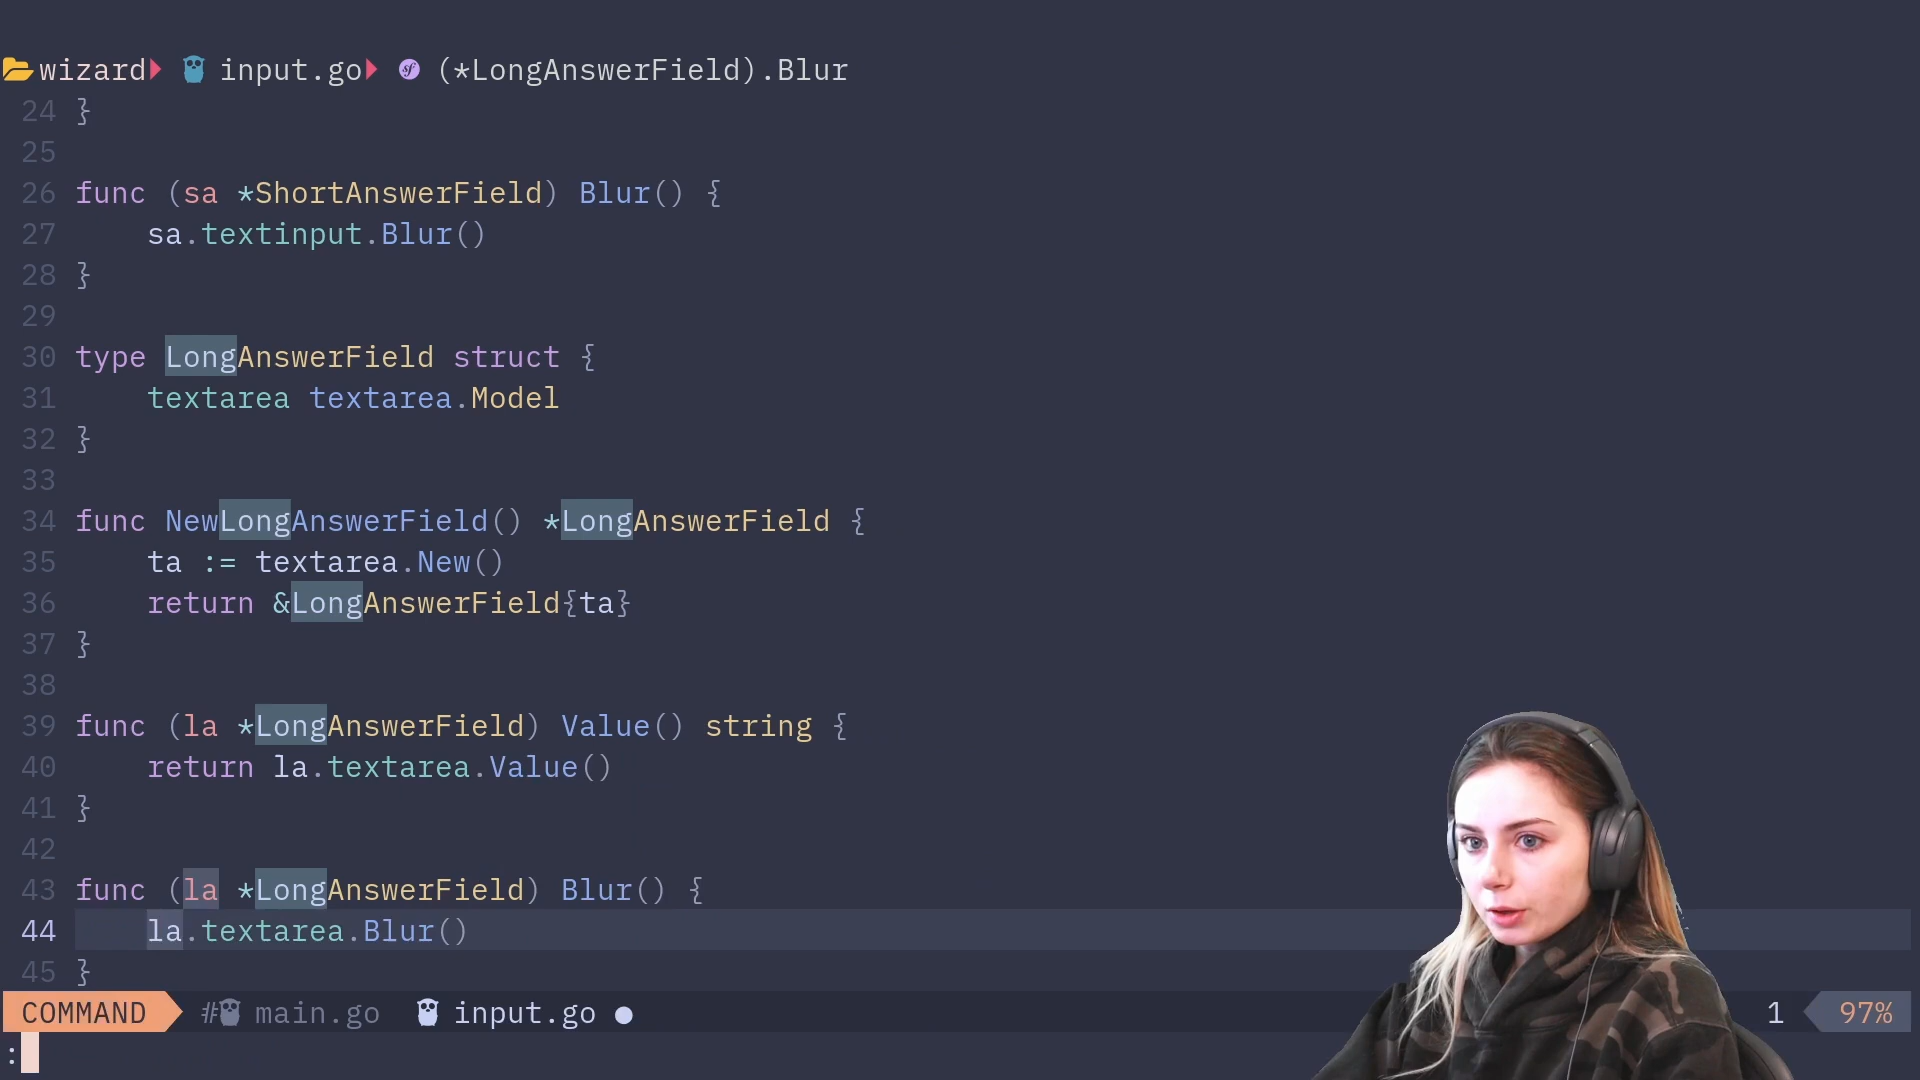 wizard input.go (*LongAnswerField).Blur
24 }
25
26 func (sa *ShortAnswerField) Blur() {
27     sa.textinput.Blur()
28 }
29
30 type LongAnswerField struct {
31     textarea textarea.Model
32 }
33
34 func NewLongAnswerField() *LongAnswerField {
35     ta := textarea.New()
36     return &LongAnswerField{ta}
37 }
38
39 func (la *LongAnswerField) Value() string {
40     return la.textarea.Value()
41 }
42
43 func (la *LongAnswerField) Blur() {
44     la.textarea.Blur()
45 }
COMMAND # main.go input.go ● 1 97%
: